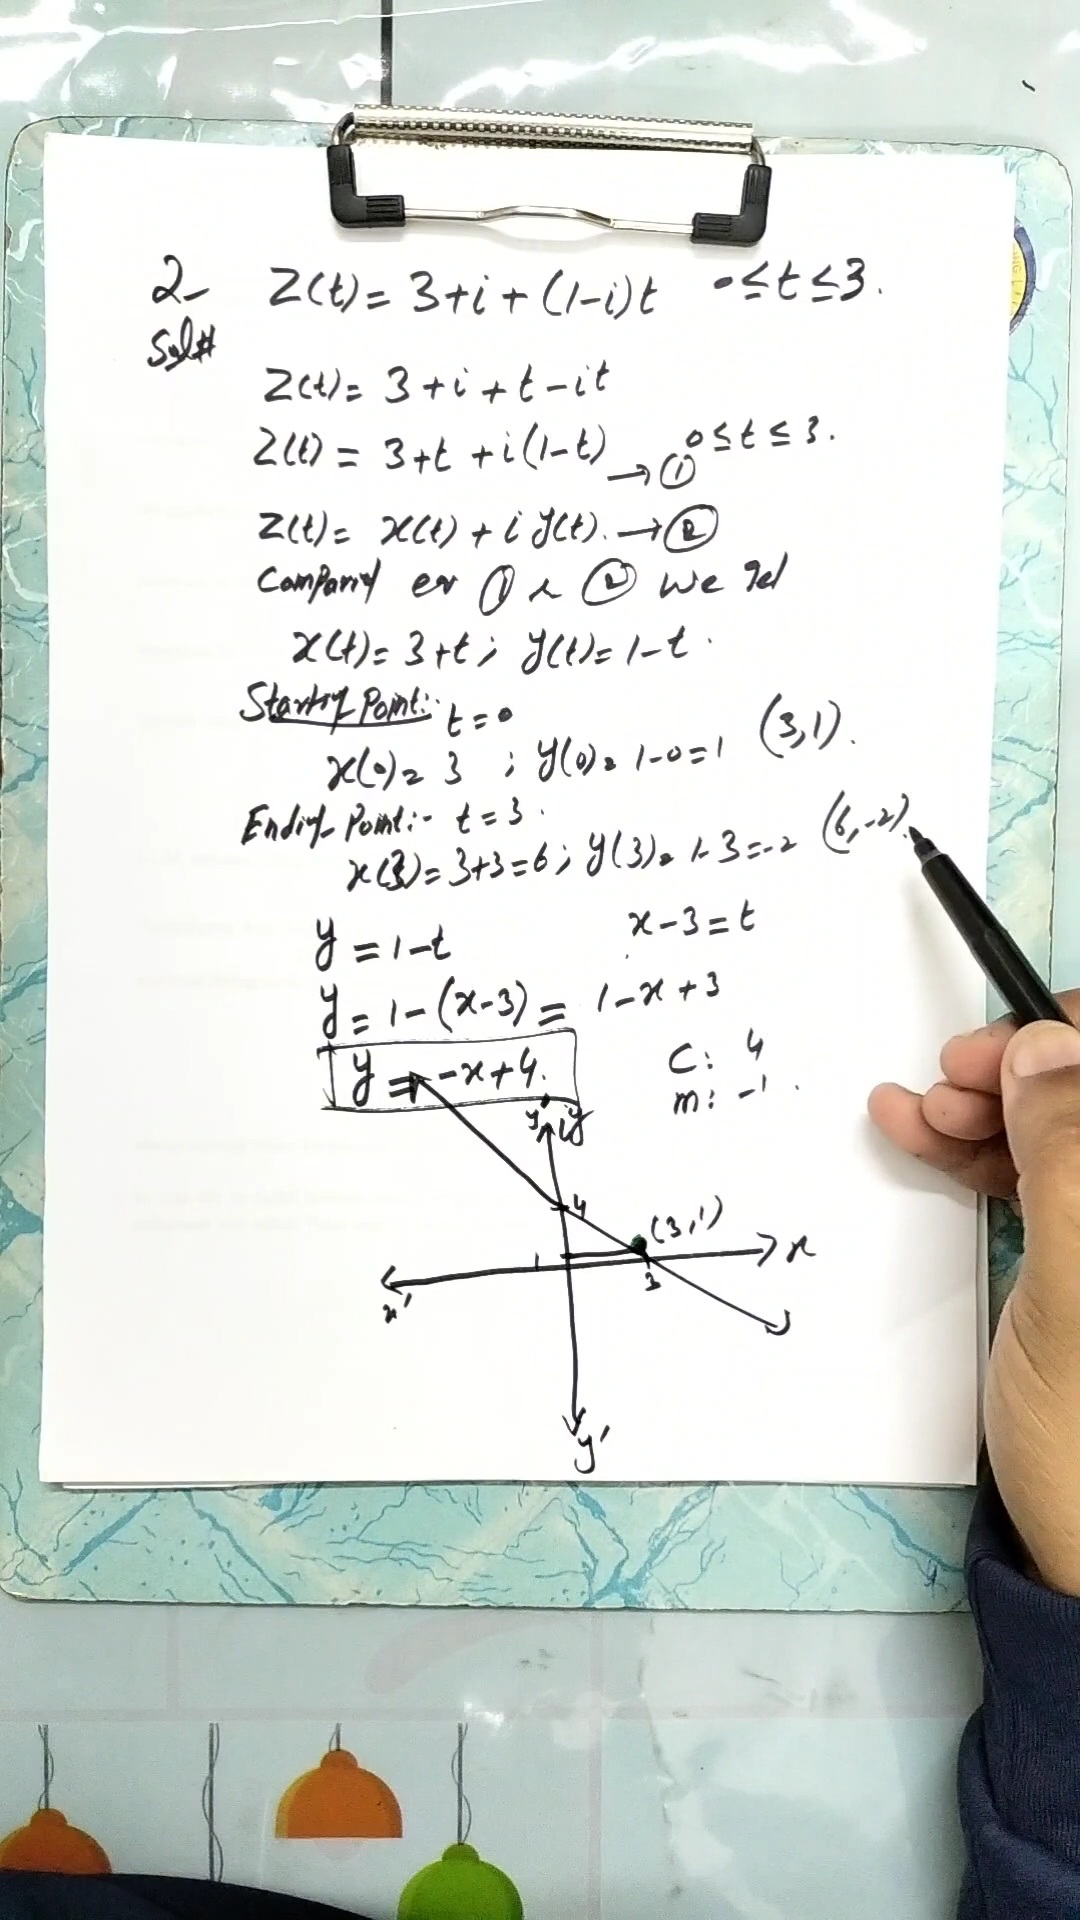 2- Z(t) = 3+i+(1-i)t 0≤t≤3.
Sol#
Z(t) = 3+i+t-it
Z(t) = 3+t+i(1-t) → ① 0≤t≤3.
Z(t) = x(t)+iy(t). → ②
① & ② we get
x(t) = 3+t; y(t) = 1-t.
Starting Point:- t=0
x(0) = 3 ; y(0) = 1-0=1 (3,1).
Ending Point:- t=3.
x(3) = 3+3=6; y(3) = 1-3=-2 (6,-2).
y = 1-t x-3=t
y = 1-(x-3) = 1-x+3
y = -x+4. C: 4
m: -1.
y, iy
4
(3,1)
1
3
x
x'
y'